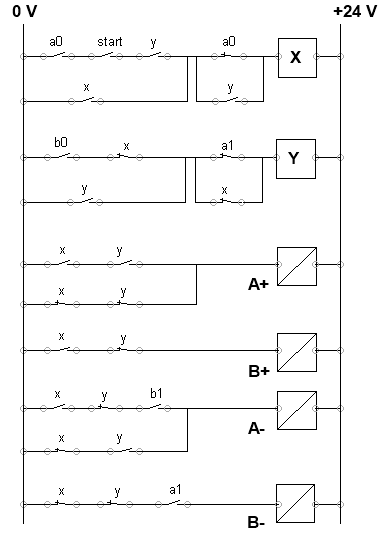 0 V +24 V
a0 start y a0 X
x y
b0 x a1 Y
y x
x y A+
x y
x y B+
x y b1 A-
x y
x y a1 B-